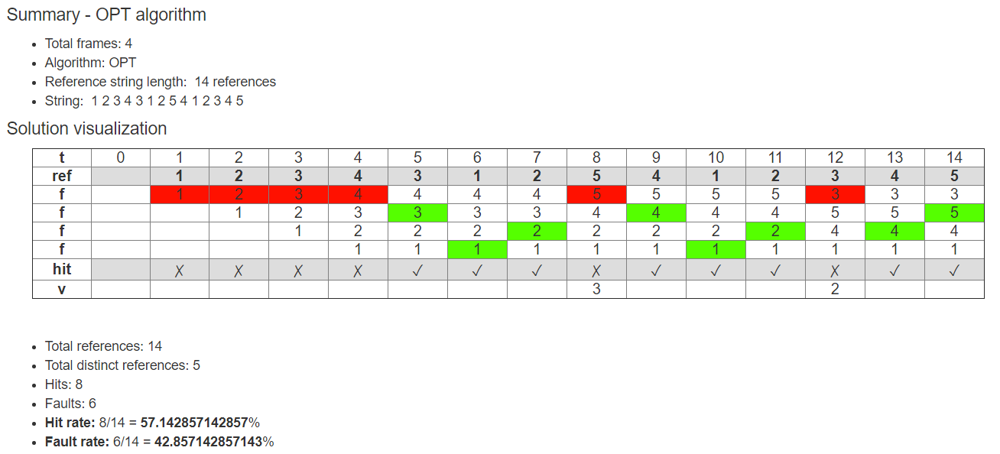 Summary - OPT algorithm
Total frames: 4
Algorithm: OPT
Reference string length: 14 references
String: 1 2 3 4 3 1 2 5 4 1 2 3 4 5
Solution visualization
t 0 1 2 3 4 5 6 7 8 9 10 11 12 13 14
ref 1 2 3 4 3 1 2 5 4 1 2 3 4 5
f 1 2 3 4 4 4 4 5 5 5 5 3 3 3
f 1 2 3 3 3 3 4 4 4 4 5 5 5
f 1 2 2 2 2 2 2 2 2 4 4 4
f 1 1 1 1 1 1 1 1 1 1 1
hit ✗ ✗ ✗ ✗ ✓ ✓ ✓ ✗ ✓ ✓ ✓ ✗ ✓ ✓
v 3 2
Total references: 14
Total distinct references: 5
Hits: 8
Faults: 6
Hit rate: 8/14 = 57.142857142857%
Fault rate: 6/14 = 42.857142857143%